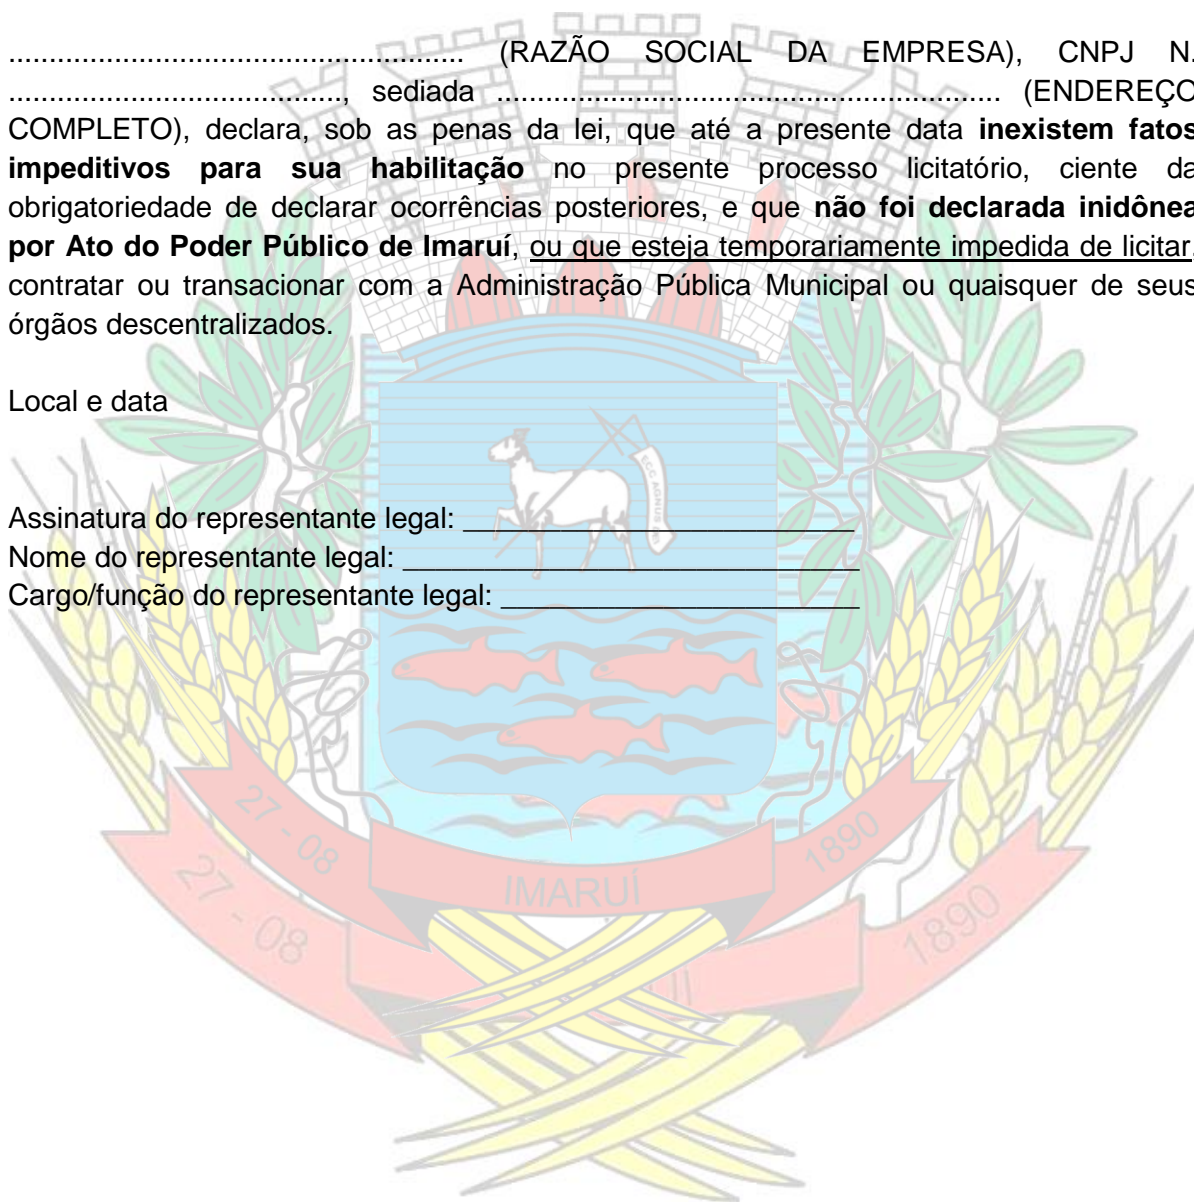 ........................................................ (RAZÃO SOCIAL DA EMPRESA), CNPJ N.
........................................., sediada .............................................................. (ENDEREÇO
COMPLETO), declara, sob as penas da lei, que até a presente data inexistem fatos
impeditivos para sua habilitação no presente processo licitatório, ciente da
obrigatoriedade de declarar ocorrências posteriores, e que não foi declarada inidônea
por Ato do Poder Público de Imaruí, ou que esteja temporariamente impedida de licitar,
contratar ou transacionar com a Administração Pública Municipal ou quaisquer de seus
órgãos descentralizados.
Local e data
Assinatura do representante legal: ________________________
Nome do representante legal: ____________________________
Cargo/função do representante legal: ______________________
27 - 08
IMARUÍ
1890
27 - 08
1890